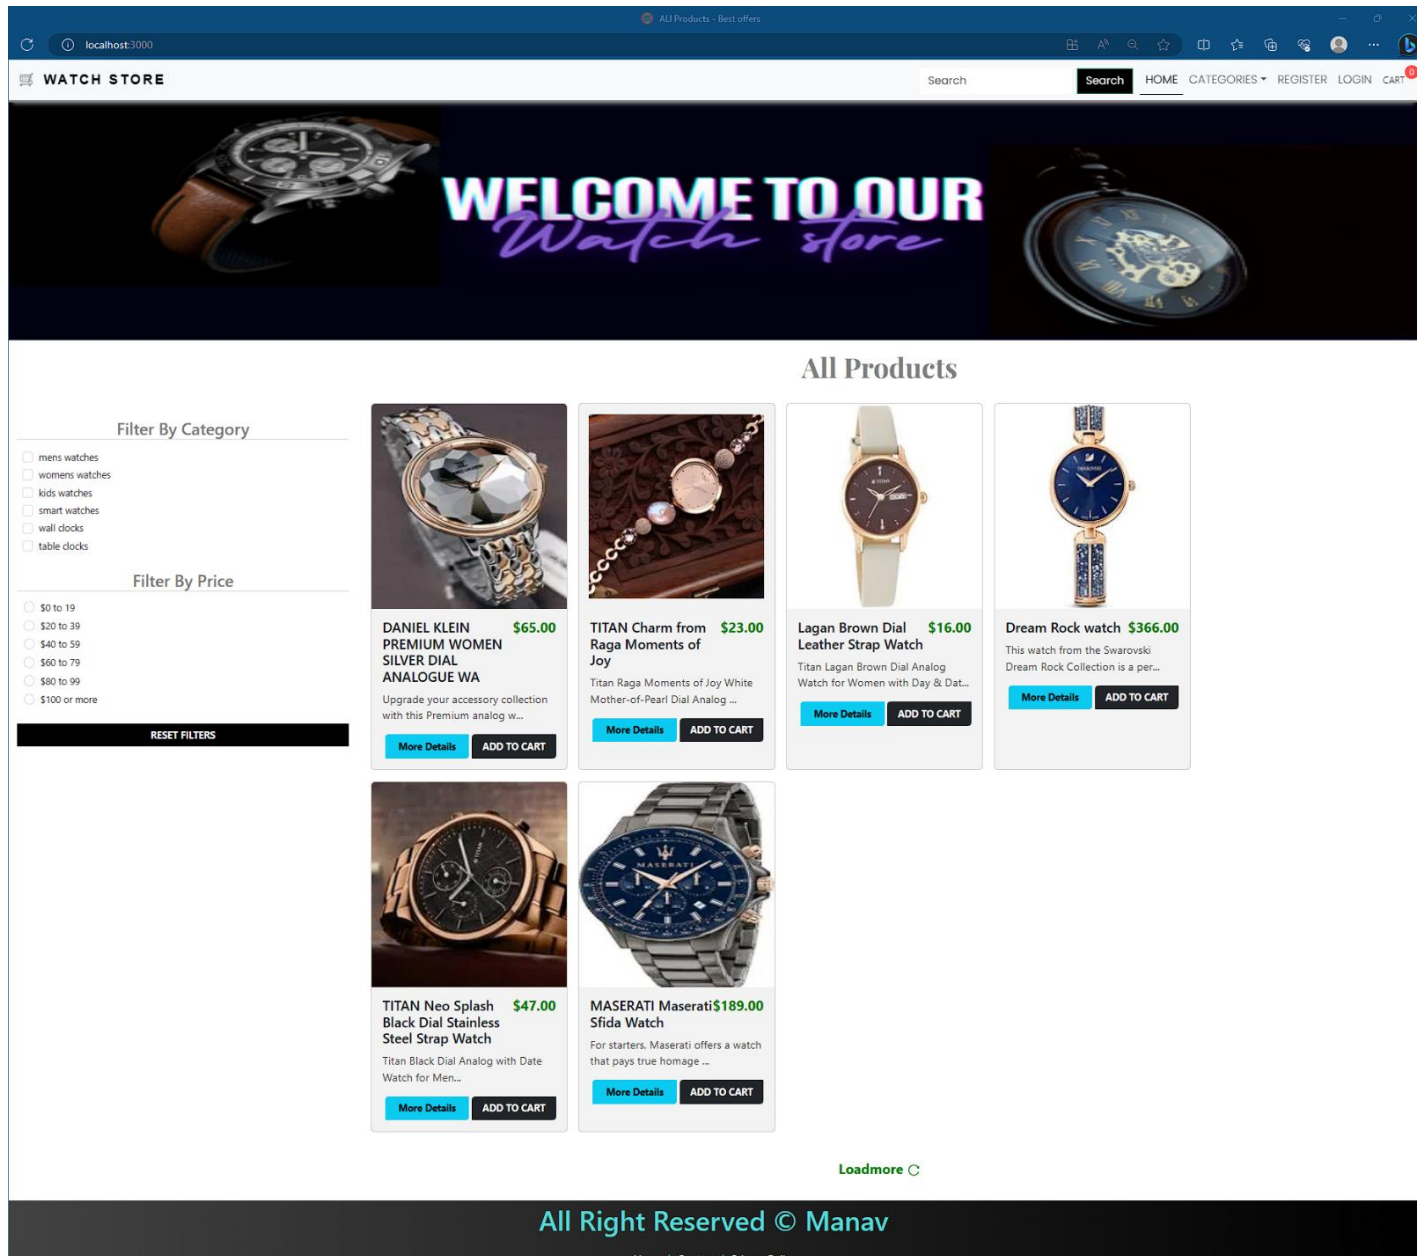 ALl Products - Best offers
localhost:3000
WATCH STORE
Search
Search
HOME
CATEGORIES
REGISTER
LOGIN
CART
0
WELCOME TO OUR
Watch store
All Products
Filter By Category
mens watches
womens watches
kids watches
smart watches
wall clocks
table clocks
Filter By Price
$0 to 19
$20 to 39
$40 to 59
$60 to 79
$80 to 99
$100 or more
RESET FILTERS
DANIEL KLEIN $65.00
PREMIUM WOMEN
SILVER DIAL
ANALOGUE WA
Upgrade your accessory collection
with this Premium analog w...
More Details
ADD TO CART
TITAN Charm from $23.00
Raga Moments of
Joy
Titan Raga Moments of Joy White
Mother-of-Pearl Dial Analog ...
More Details
ADD TO CART
TITAN
Lagan Brown Dial $16.00
Leather Strap Watch
Titan Lagan Brown Dial Analog
Watch for Women with Day & Dat...
More Details
ADD TO CART
SWAROVSKI
Dream Rock watch $366.00
This watch from the Swarovski
Dream Rock Collection is a per...
More Details
ADD TO CART
TITAN
TITAN Neo Splash $47.00
Black Dial Stainless
Steel Strap Watch
Titan Black Dial Analog with Date
Watch for Men...
More Details
ADD TO CART
MASERATI
MASERATI Maserati $189.00
Sfida Watch
For starters, Maserati offers a watch
that pays true homage ...
More Details
ADD TO CART
Loadmore
All Right Reserved © Manav